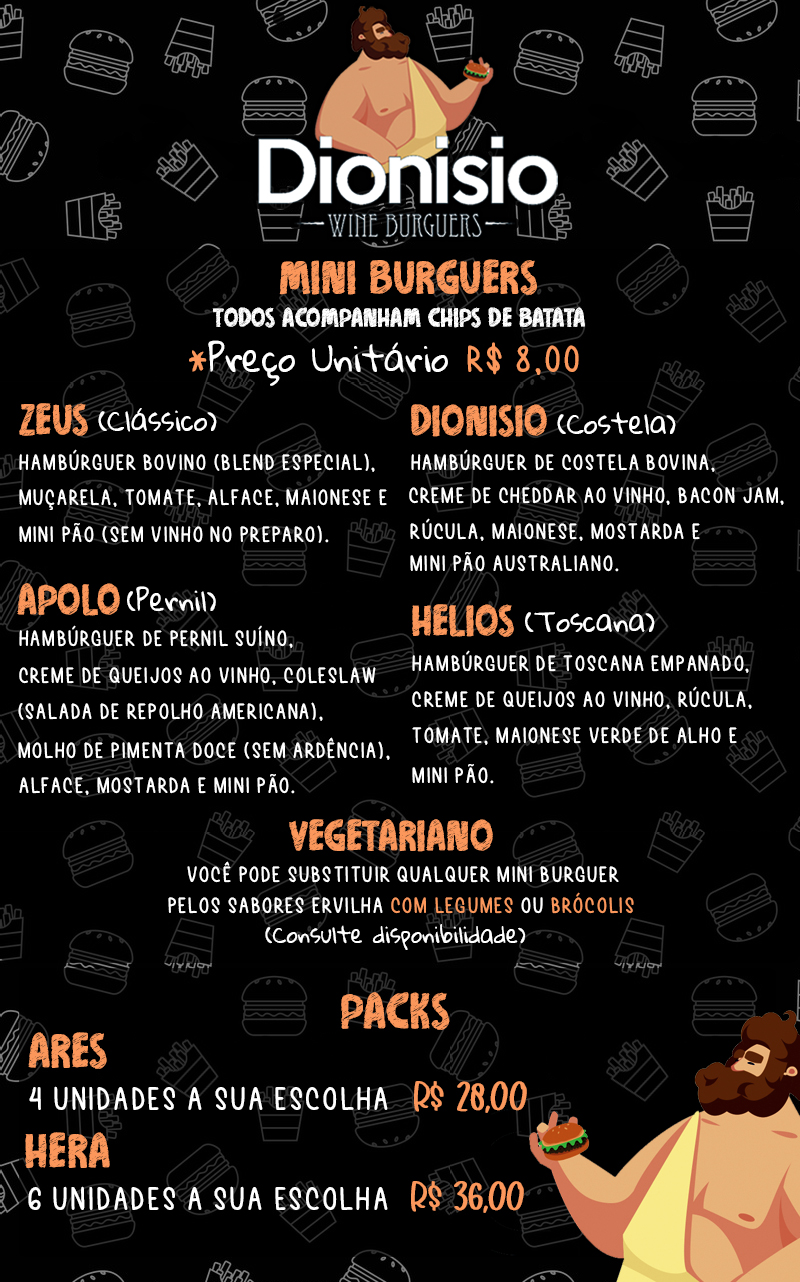 Dionisio
WINE BURGUERS
MINI BURGUERS
TODOS ACOMPANHAM CHIPS DE BATATA
*Preço Unitário R$ 8,00
ZEUS (Clássico)
HAMBÚRGUER BOVINO (BLEND ESPECIAL),
MUÇARELA, TOMATE, ALFACE, MAIONESE E
MINI PÃO (SEM VINHO NO PREPARO).
APOLO (Pernil)
HAMBÚRGUER DE PERNIL SUÍNO,
CREME DE QUEIJOS AO VINHO, COLESLAW
(SALADA DE REPOLHO AMERICANA),
MOLHO DE PIMENTA DOCE (SEM ARDÊNCIA),
ALFACE, MOSTARDA E MINI PÃO.
DIONISIO (Costela)
HAMBÚRGUER DE COSTELA BOVINA,
CREME DE CHEDDAR AO VINHO, BACON JAM,
RÚCULA, MAIONESE, MOSTARDA E
MINI PÃO AUSTRALIANO.
HELIOS (Toscana)
HAMBÚRGUER DE TOSCANA EMPANADO,
CREME DE QUEIJOS AO VINHO, RÚCULA,
TOMATE, MAIONESE VERDE DE ALHO E
MINI PÃO.
VEGETARIANO
VOCÊ PODE SUBSTITUIR QUALQUER MINI BURGUER
PELOS SABORES ERVILHA COM LEGUMES OU BRÓCOLIS
(Consulte disponibilidade)
PACKS
ARES
4 UNIDADES A SUA ESCOLHA R$ 28,00
HERA
6 UNIDADES A SUA ESCOLHA R$ 36,00